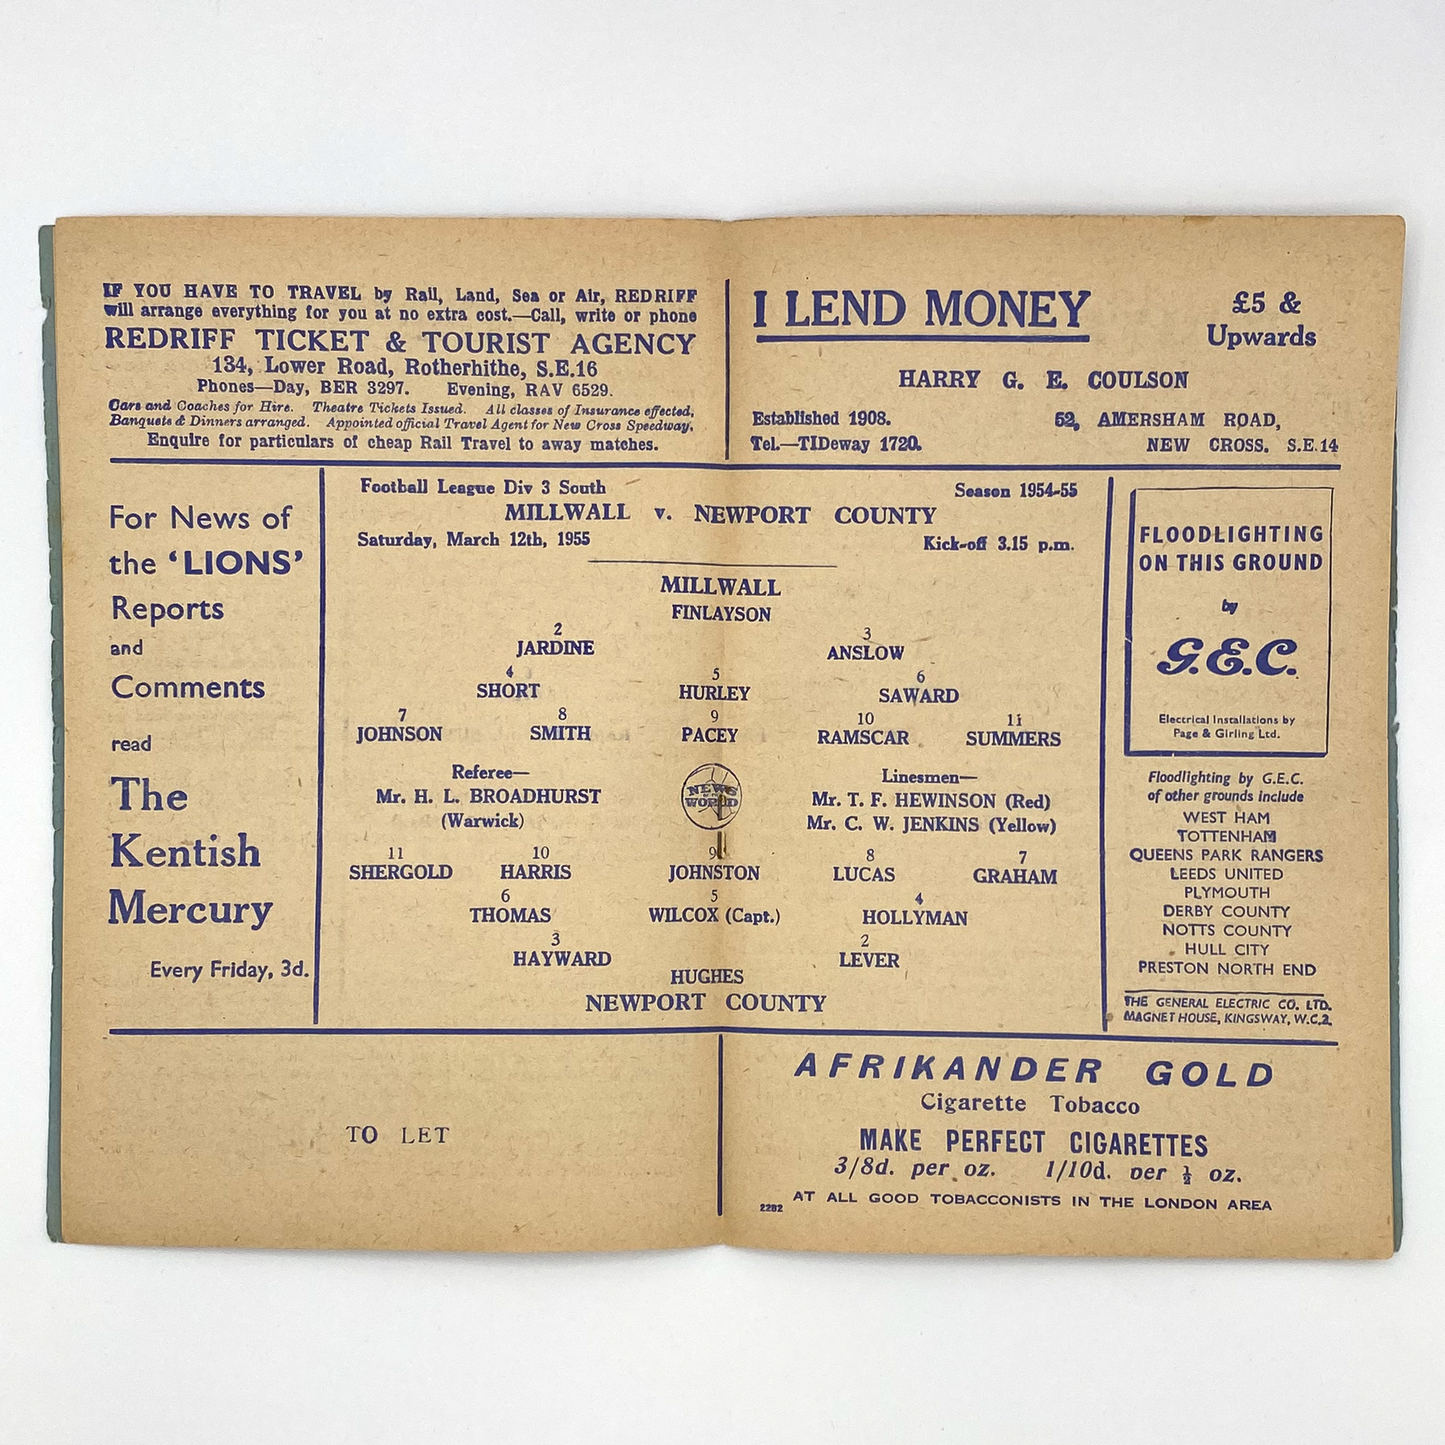 IF YOU HAVE TO TRAVEL by Rail, Land, Sea or Air, REDRIFF
will arrange everything for you at no extra cost.—Call, write or phone
REDRIFF TICKET & TOURIST AGENCY
134, Lower Road, Rotherhithe, S.E.16
Phones—Day, BER 3297. Evening, RAV 6529.
Cars and Coaches for Hire. Theatre Tickets Issued. All classes of Insurance effected,
Banquets & Dinners arranged. Appointed official Travel Agent for New Cross Speedway.
Enquire for particulars of cheap Rail Travel to away matches.
I LEND MONEY
£5 &
Upwards
HARRY G. E. COULSON
Established 1908.
52, AMERSHAM ROAD,
Tel.—TIDeway 1720.
NEW CROSS. S.E.14
For News of
the 'LIONS'
Reports
and
Comments
read
The
Kentish
Mercury
Every Friday, 3d.
Football League Div 3 South
Season 1954-55
MILLWALL v. NEWPORT COUNTY
Saturday, March 12th, 1955
Kick-off 3.15 p.m.
MILLWALL
FINLAYSON
2 3
JARDINE ANSLOW
4 5 6
SHORT HURLEY SAWARD
7 8 9 10 11
JOHNSON SMITH PACEY RAMSCAR SUMMERS
Referee—
Mr. H. L. BROADHURST
(Warwick)
NEWS
OF THE
WORLD
Linesmen—
Mr. T. F. HEWINSON (Red)
Mr. C. W. JENKINS (Yellow)
11 10 9 8 7
SHERGOLD HARRIS JOHNSTON LUCAS GRAHAM
6 5 4
THOMAS WILCOX (Capt.) HOLLYMAN
3 2
HAYWARD LEVER
HUGHES
NEWPORT COUNTY
FLOODLIGHTING
ON THIS GROUND
by
G.E.C.
Electrical Installations by
Page & Girling Ltd.
Floodlighting by G.E.C.
of other grounds include
WEST HAM
TOTTENHAM
QUEENS PARK RANGERS
LEEDS UNITED
PLYMOUTH
DERBY COUNTY
NOTTS COUNTY
HULL CITY
PRESTON NORTH END
THE GENERAL ELECTRIC CO. LTD.
MAGNET HOUSE, KINGSWAY, W.C.2.
TO LET
AFRIKANDER GOLD
Cigarette Tobacco
MAKE PERFECT CIGARETTES
3/8d. per oz. 1/10d. per ½ oz.
AT ALL GOOD TOBACCONISTS IN THE LONDON AREA
2282